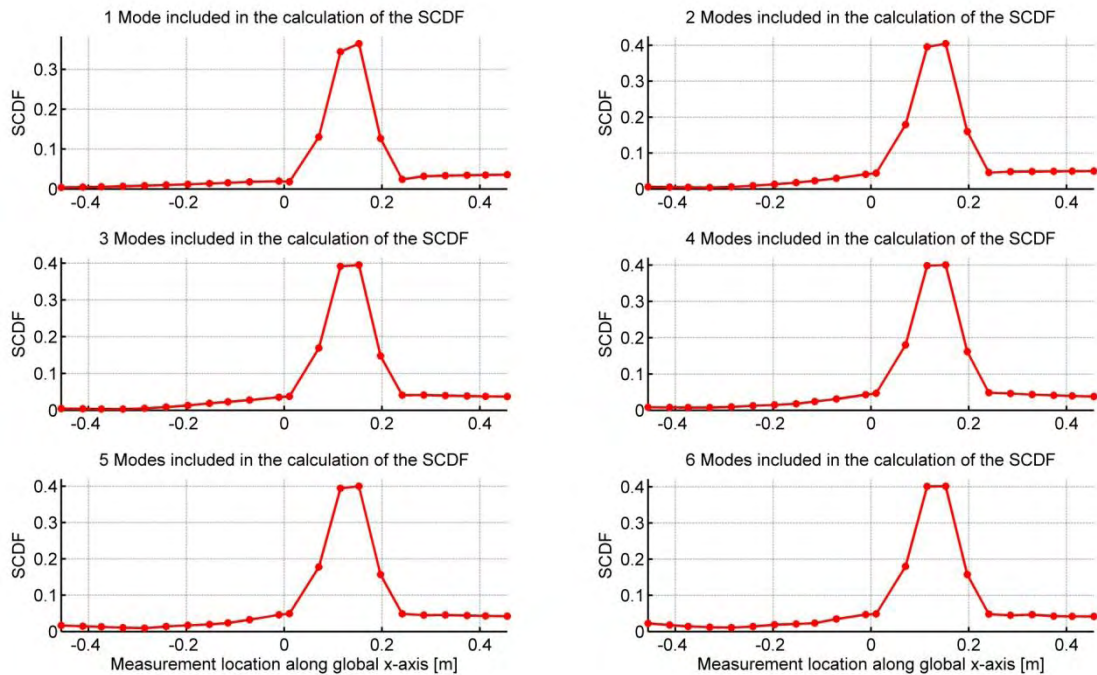 1 Mode included in the calculation of the SCDF
SCDF
0.3
0.2
0.1
0
-0.4 -0.2 0 0.2 0.4
2 Modes included in the calculation of the SCDF
SCDF
0.4
0.3
0.2
0.1
0
-0.4 -0.2 0 0.2 0.4
3 Modes included in the calculation of the SCDF
SCDF
0.4
0.3
0.2
0.1
0
-0.4 -0.2 0 0.2 0.4
4 Modes included in the calculation of the SCDF
SCDF
0.4
0.3
0.2
0.1
0
-0.4 -0.2 0 0.2 0.4
5 Modes included in the calculation of the SCDF
SCDF
0.4
0.3
0.2
0.1
0
-0.4 -0.2 0 0.2 0.4
Measurement location along global x-axis [m]
6 Modes included in the calculation of the SCDF
SCDF
0.4
0.3
0.2
0.1
0
-0.4 -0.2 0 0.2 0.4
Measurement location along global x-axis [m]